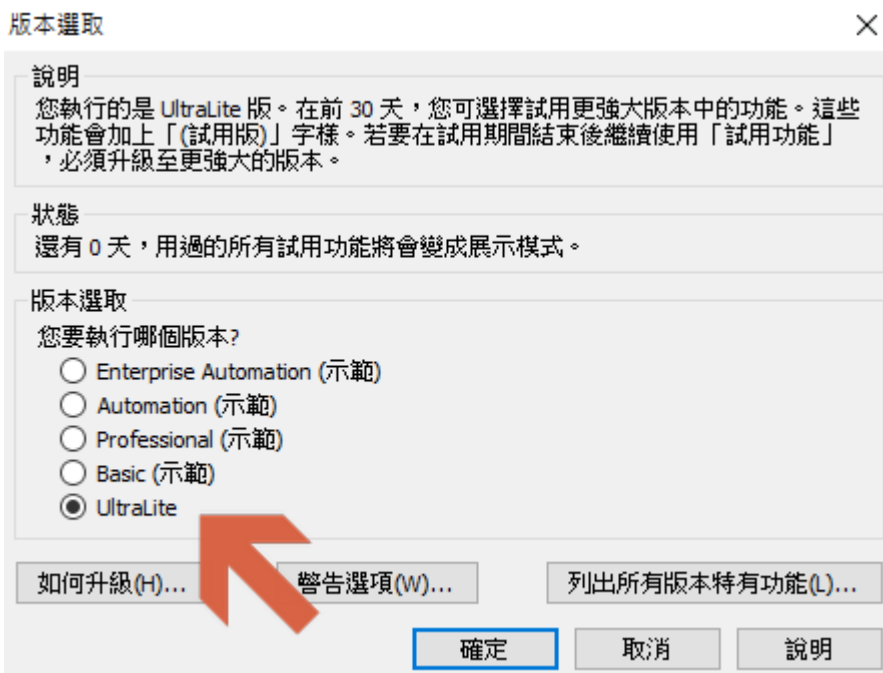 版本選取
說明
您執行的是 UltraLite 版。在前 30 天，您可選擇試用更強大版本中的功能。這些
功能會加上「(試用版)」字樣。若要在試用期間結束後繼續使用「試用功能」
，必須升級至更強大的版本。
狀態
還有 0 天，用過的所有試用功能將會變成展示模式。
版本選取
您要執行哪個版本?
Enterprise Automation (示範)
Automation (示範)
Professional (示範)
Basic (示範)
UltraLite
如何升級(H)... 警告選項(W)... 列出所有版本特有功能(L)...
確定 取消 說明